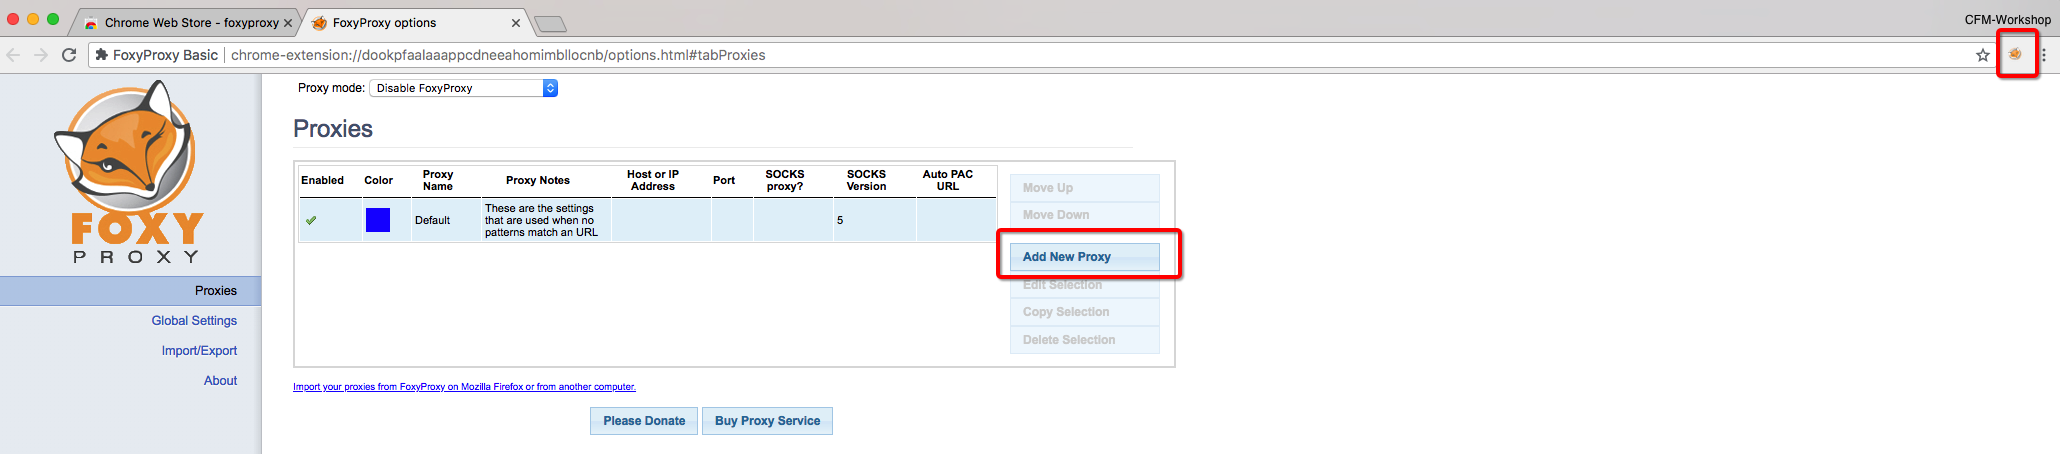 Chrome Web Store - foxyproxy
FoxyProxy options
CFM-Workshop
FoxyProxy Basic
chrome-extension://dookpfaalaaappcdneeahomimbllocnb/options.html#tabProxies
FOXY
PROXY
Proxies
Global Settings
Import/Export
About
Proxy mode: Disable FoxyProxy
Proxies
Enabled
Color
Proxy
Name
Proxy Notes
Host or IP
Address
Port
SOCKS
proxy?
SOCKS
Version
Auto PAC
URL
Default
These are the settings
that are used when no
patterns match an URL
5
Move Up
Move Down
Add New Proxy
Edit Selection
Copy Selection
Delete Selection
Import your proxies from FoxyProxy on Mozilla Firefox or from another computer.
Please Donate
Buy Proxy Service